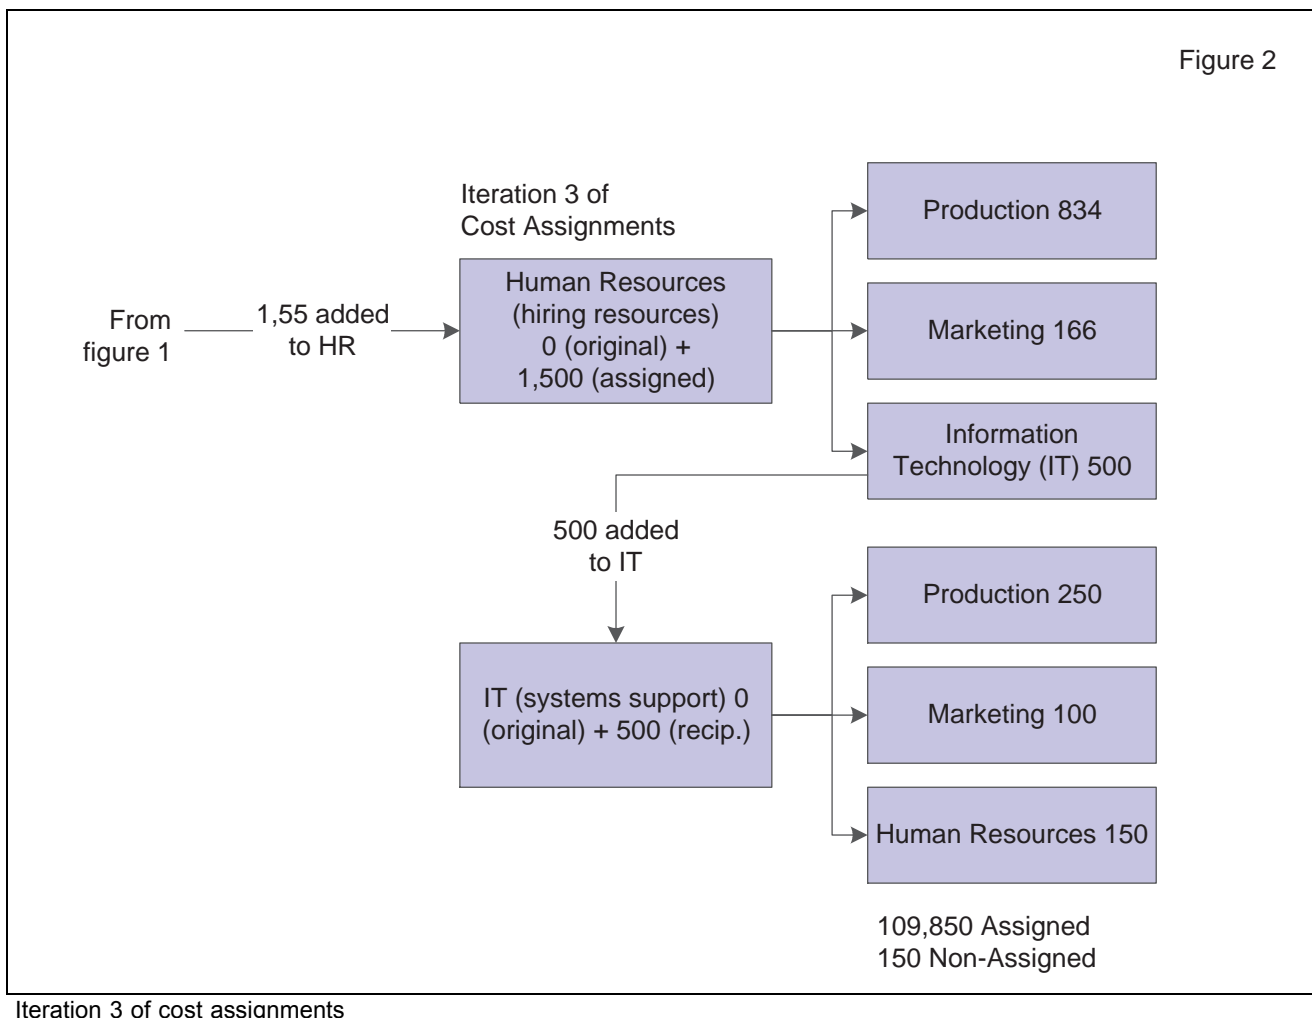 Figure 2
Iteration 3 of
Cost Assignments
From
figure 1
1,55 added
to HR
Human Resources
(hiring resources)
0 (original) +
1,500 (assigned)
Production 834
Marketing 166
Information
Technology (IT) 500
500 added
to IT
IT (systems support) 0
(original) + 500 (recip.)
Production 250
Marketing 100
Human Resources 150
109,850 Assigned
150 Non-Assigned
Iteration 3 of cost assignments